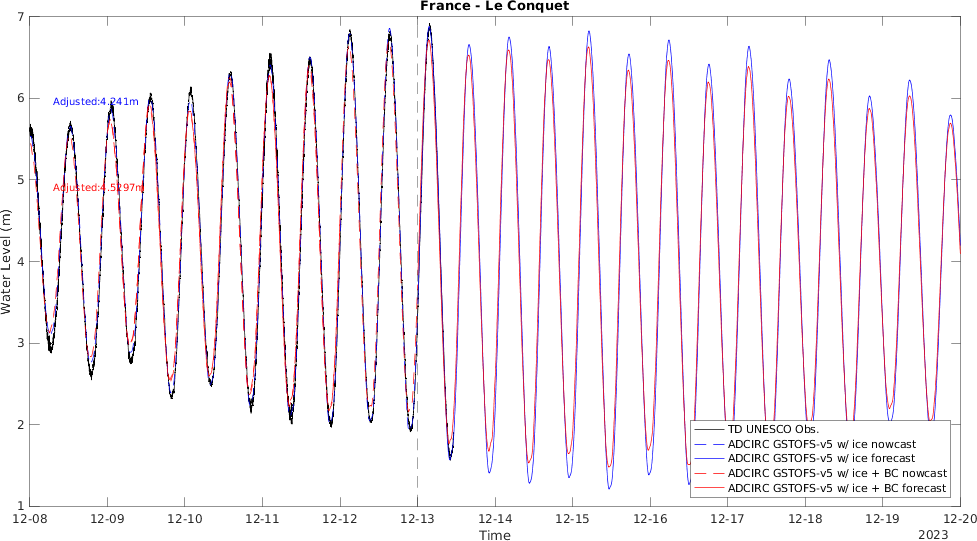 France - Le Conquet
7
6
5
4
3
2
1
Water Level (m)
Adjusted:4.241m
Adjusted:4.5297m
TD UNESCO Obs.
ADCIRC GSTOFS-v5 w/ ice nowcast
ADCIRC GSTOFS-v5 w/ ice forecast
ADCIRC GSTOFS-v5 w/ ice + BC nowcast
ADCIRC GSTOFS-v5 w/ ice + BC forecast
12-08 12-09 12-10 12-11 12-12 12-13 12-14 12-15 12-16 12-17 12-18 12-19 12-20
Time
2023